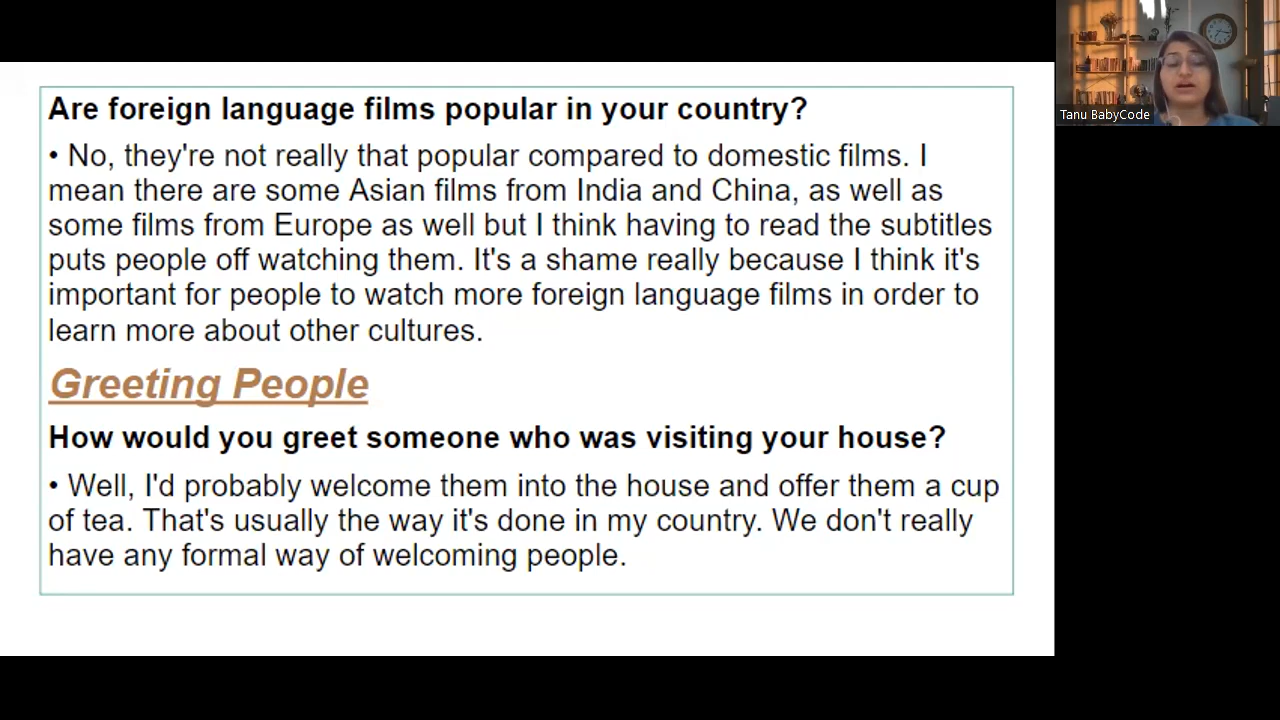 Are foreign language films popular in your country?
• No, they're not really that popular compared to domestic films. I
mean there are some Asian films from India and China, as well as
some films from Europe as well but I think having to read the subtitles
puts people off watching them. It's a shame really because I think it's
important for people to watch more foreign language films in order to
learn more about other cultures.
Greeting People
How would you greet someone who was visiting your house?
• Well, I'd probably welcome them into the house and offer them a cup
of tea. That's usually the way it's done in my country. We don't really
have any formal way of welcoming people.
Tanu BabyCode